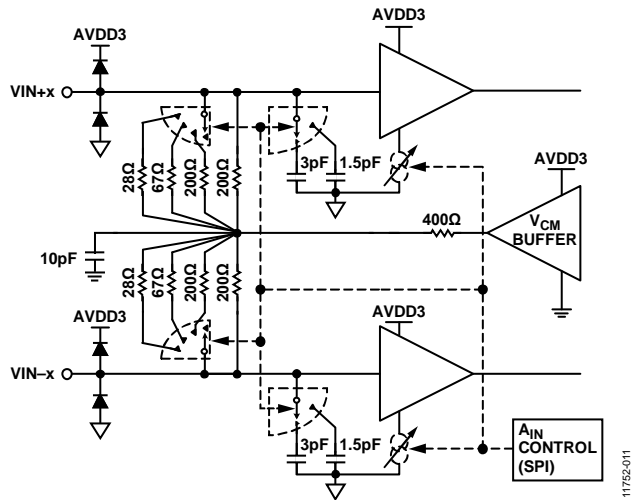 AVDD3
AVDD3
VIN+x
28Ω
67Ω
200Ω
200Ω
3pF
1.5pF
AVDD3
400Ω
VCM
BUFFER
10pF
28Ω
67Ω
200Ω
200Ω
AVDD3
AVDD3
VIN–x
3pF
1.5pF
AIN
CONTROL
(SPI)
11752-011